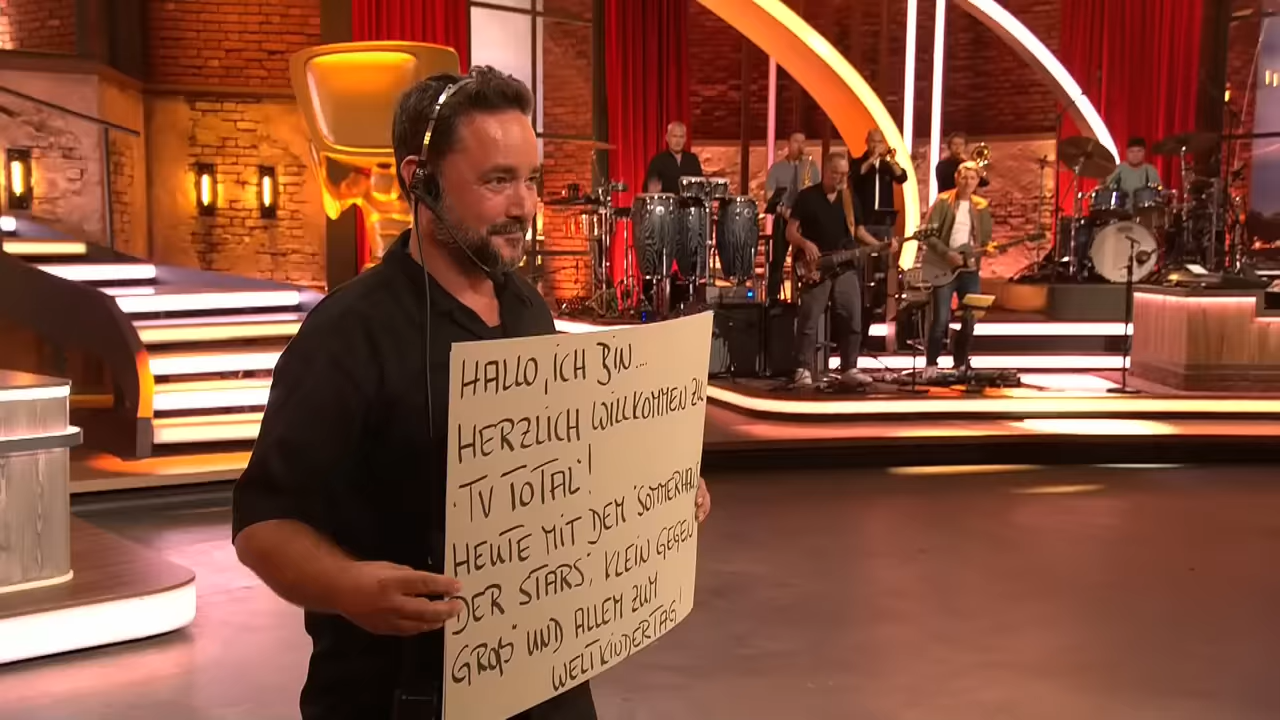 HALLO, ICH BIN...
HERZLICH WILLKOMMEN ZU
"TV TOTAL"!
HEUTE MIT DEM "SOMMERHAUS
DER STARS", KLEIN GEGEN
GROß" UND ALLEM ZUM
WELTKINDERTAG!